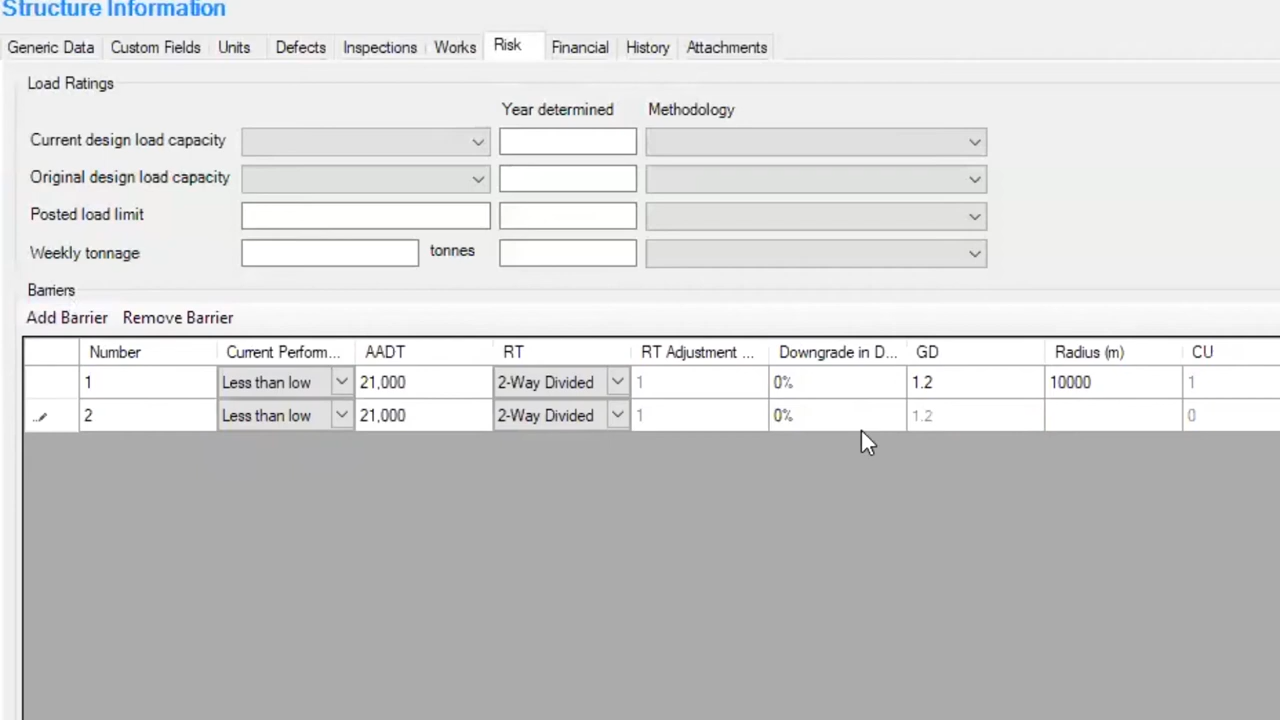 Structure Information
Generic Data Custom Fields Units Defects Inspections Works Risk Financial History Attachments
Load Ratings
Year determined Methodology
Current design load capacity
Original design load capacity
Posted load limit
Weekly tonnage tonnes
Barriers
Add Barrier Remove Barrier
Number Current Perform... AADT RT RT Adjustment ... Downgrade in D... GD Radius (m) CU
1 Less than low 21,000 2-Way Divided 1 0% 1.2 10000 1
2 Less than low 21,000 2-Way Divided 1 0% 1.2 0